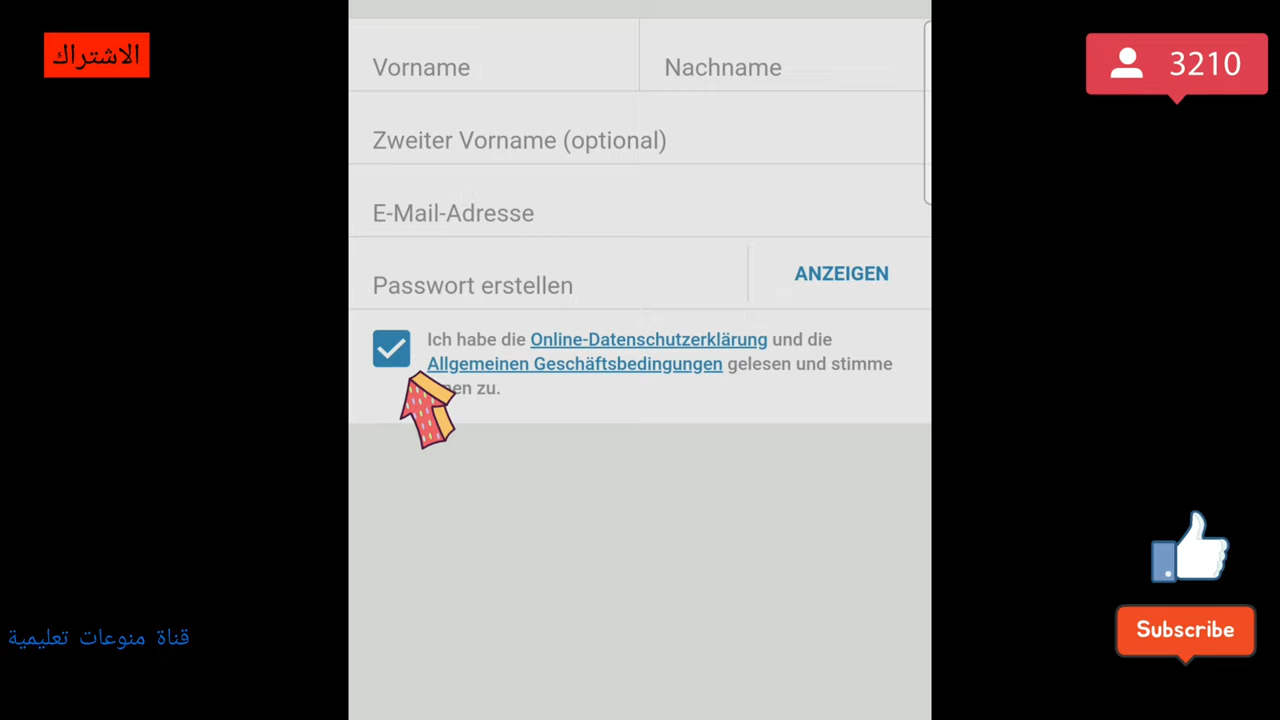 الاشتراك
3210
Vorname
Nachname
Zweiter Vorname (optional)
E-Mail-Adresse
Passwort erstellen
ANZEIGEN
Ich habe die Online-Datenschutzerklärung und die
Allgemeinen Geschäftsbedingungen gelesen und stimme
zu.
Subscribe
قناة منوعات تعليمية